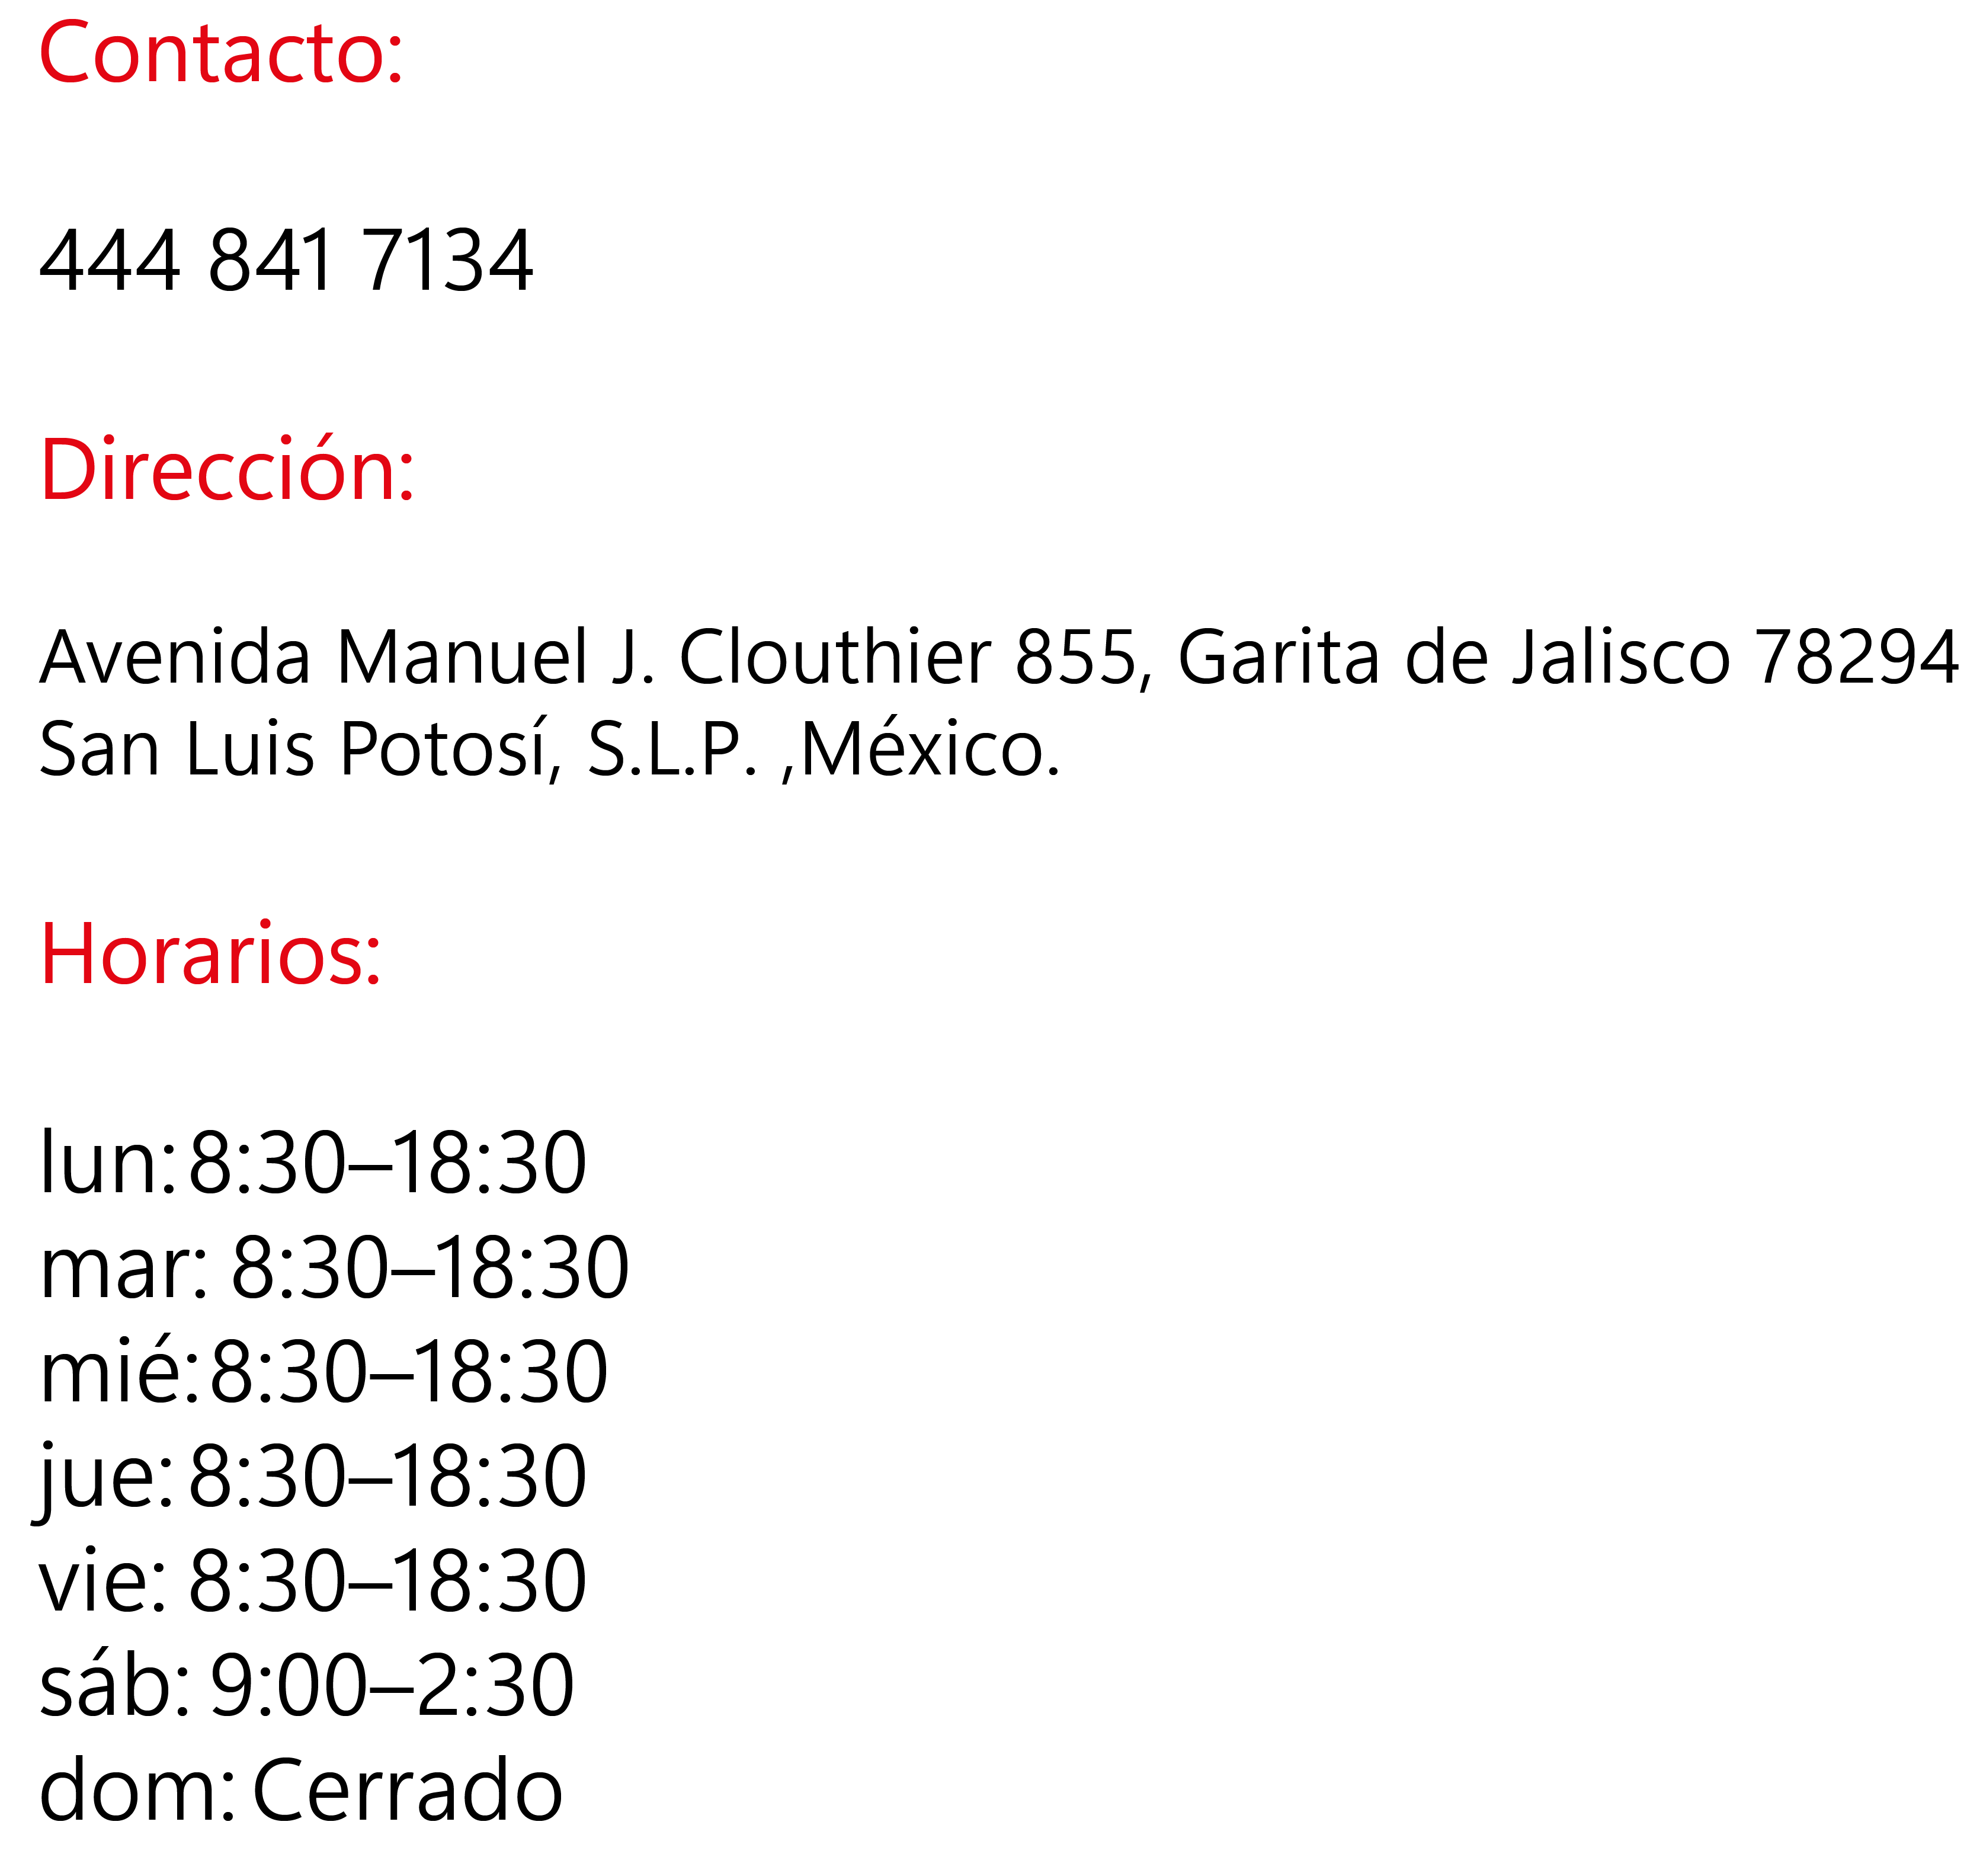 Contacto:
444 841 7134
Dirección:
Avenida Manuel J. Clouthier 855, Garita de Jalisco 78294
San Luis Potosí, S.L.P. ,México.
Horarios:
lun: 8:30–18:30
mar: 8:30–18:30
mié: 8:30–18:30
jue: 8:30–18:30
vie: 8:30–18:30
sáb: 9:00–2:30
dom: Cerrado